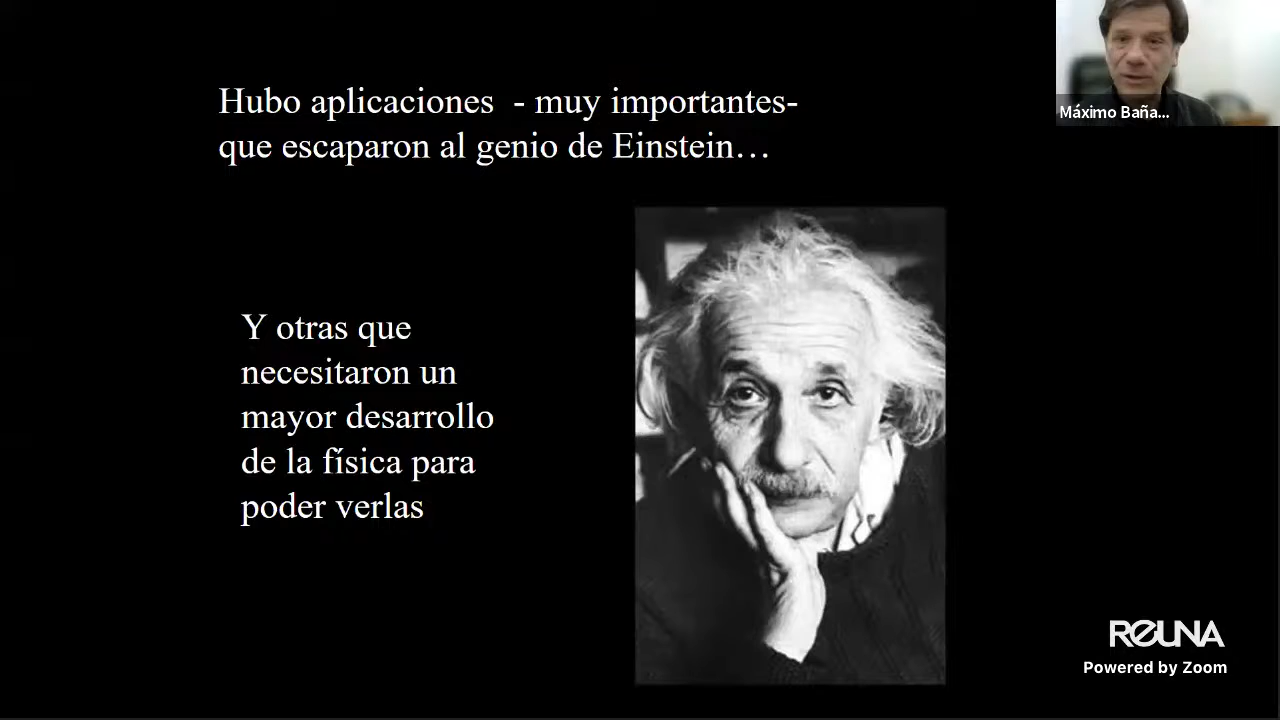 Hubo aplicaciones  - muy importantes-
que escaparon al genio de Einstein…
Máximo Baña...
Y otras que
necesitaron un
mayor desarrollo
de la física para
poder verlas
REUNA
Powered by Zoom